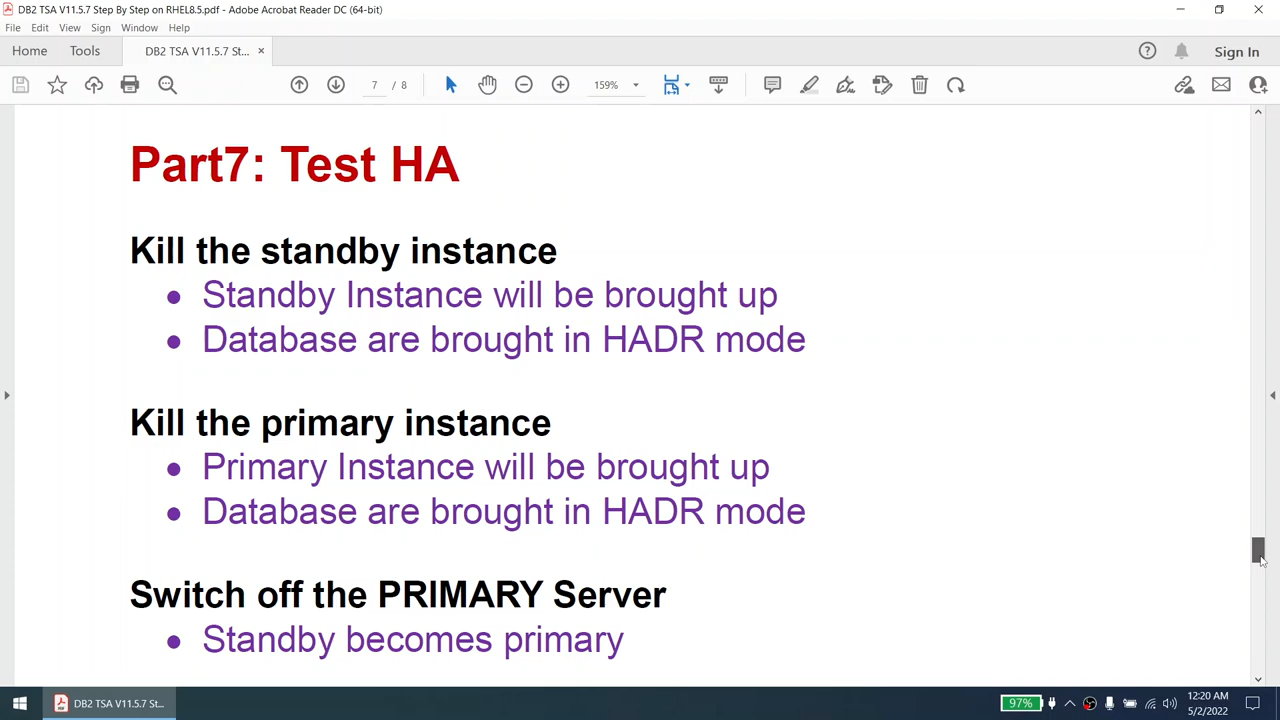 DB2 TSA V11.5.7 Step By Step on RHEL8.5.pdf - Adobe Acrobat Reader DC (64-bit)
File Edit View Sign Window Help
Home Tools DB2 TSA V11.5.7 St... × Sign In
7 / 8 159%
Part7: Test HA
Kill the standby instance
● Standby Instance will be brought up
● Database are brought in HADR mode
Kill the primary instance
● Primary Instance will be brought up
● Database are brought in HADR mode
Switch off the PRIMARY Server
● Standby becomes primary
DB2 TSA V11.5.7 St... 97% 12:20 AM
5/2/2022